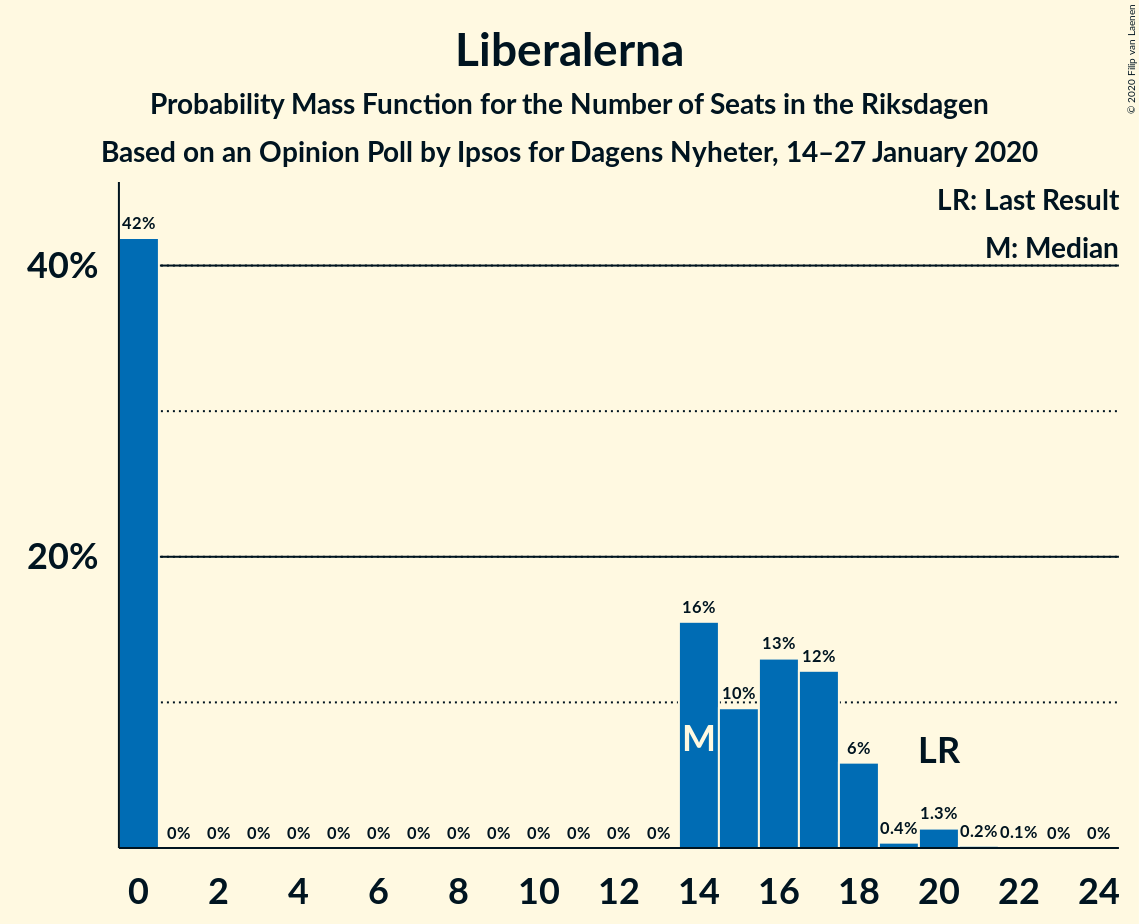 Liberalerna
Probability Mass Function for the Number of Seats in the Riksdagen
Based on an Opinion Poll by Ipsos for Dagens Nyheter, 14–27 January 2020
© 2020 Filip van Laenen
LR: Last Result
M: Median
40%
20%
42%
0% 0% 0% 0% 0% 0% 0% 0% 0% 0% 0% 0% 0%
16%
10%
13%
12%
6%
0.4%
1.3%
0.2%
0.1%
0% 0%
M
LR
0 2 4 6 8 10 12 14 16 18 20 22 24